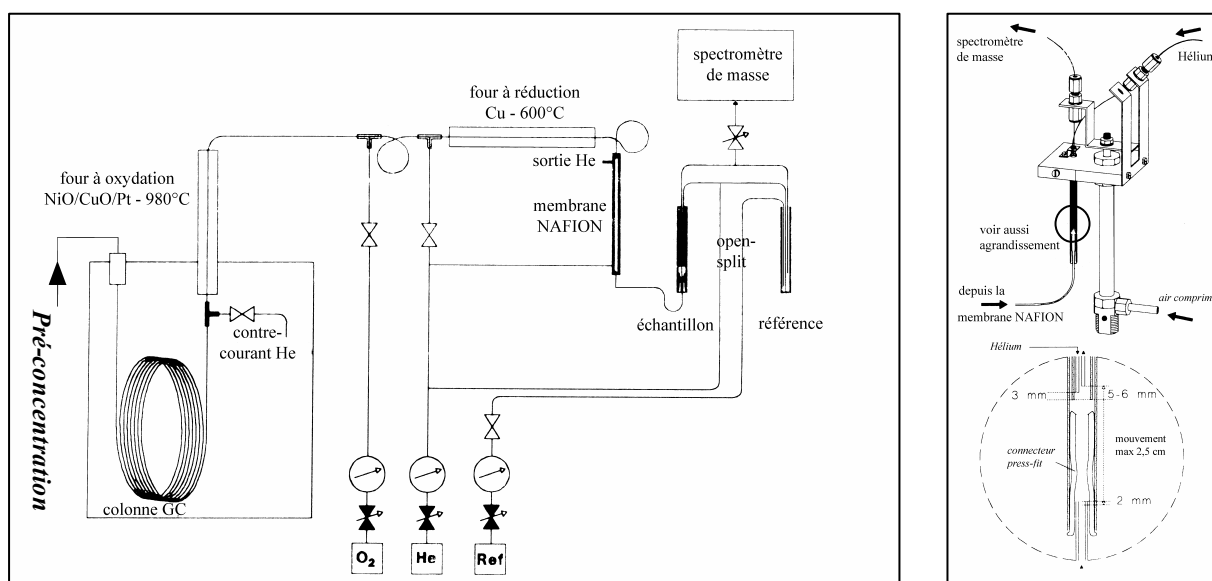 spectromètre
de masse
four à réduction
Cu - 600°C
sortie He
four à oxydation
NiO/CuO/Pt - 980°C
membrane
NAFION
open-
split
Pré-concentration
contre-
courant He
échantillon
référence
colonne GC
O2
He
Ref
spectromètre
de masse
Hélium
voir aussi
agrandissement
depuis la
membrane NAFION
air comprimé
Hélium
3 mm
5-6 mm
mouvement
max 2,5 cm
connecteur
press-fit
2 mm